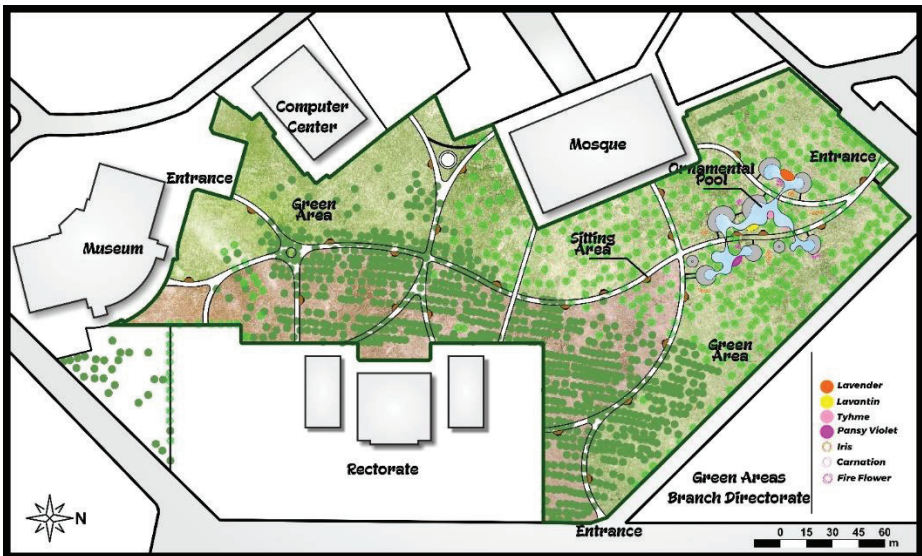 Computer
Center
Mosque
Entrance
Ornamental
Pool
Entrance
Green
Area
Museum
Sitting
Area
Green
Area
Lavender
Lavantin
Tyhme
Pansy Violet
Iris
Carnation
Fire Flower
Rectorate
Green Areas
Branch Directorate
N
Entrance
0 15 30 45 60
m